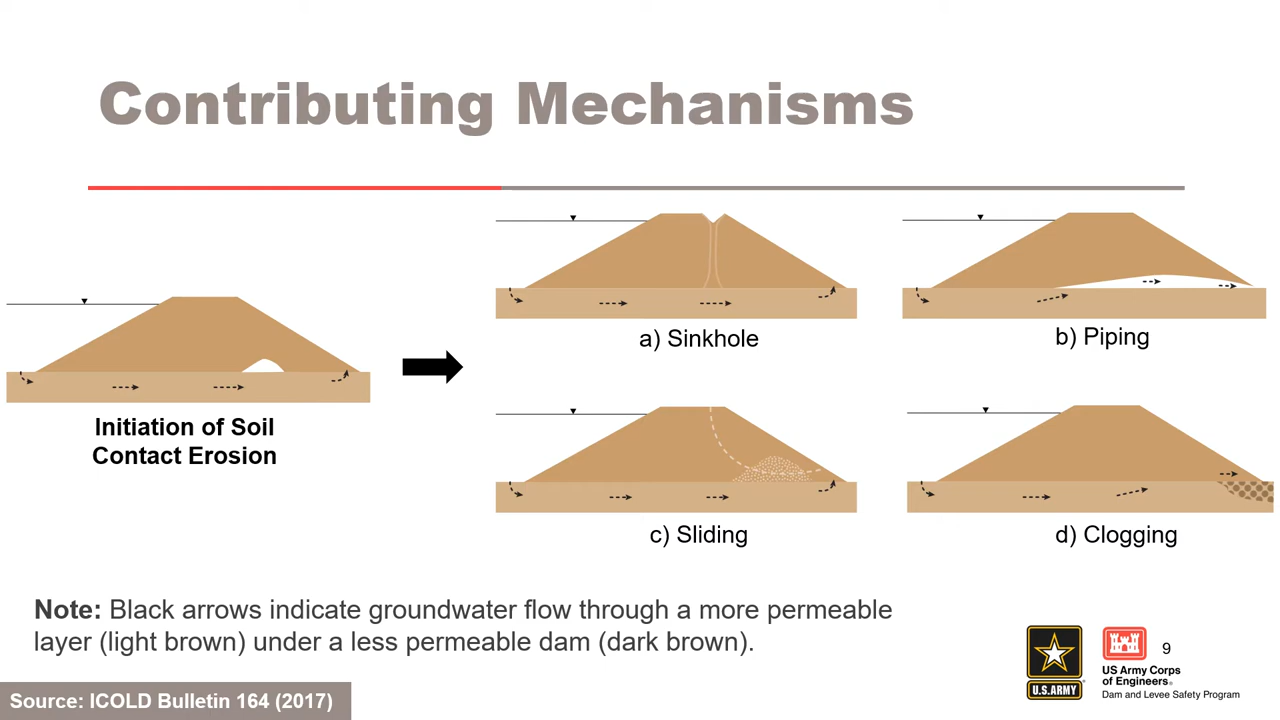 Contributing Mechanisms
a) Sinkhole
b) Piping
Initiation of Soil
Contact Erosion
c) Sliding
d) Clogging
Note: Black arrows indicate groundwater flow through a more permeable
layer (light brown) under a less permeable dam (dark brown).
U.S. ARMY
US Army Corps
of Engineers®
Dam and Levee Safety Program
9
Source: ICOLD Bulletin 164 (2017)